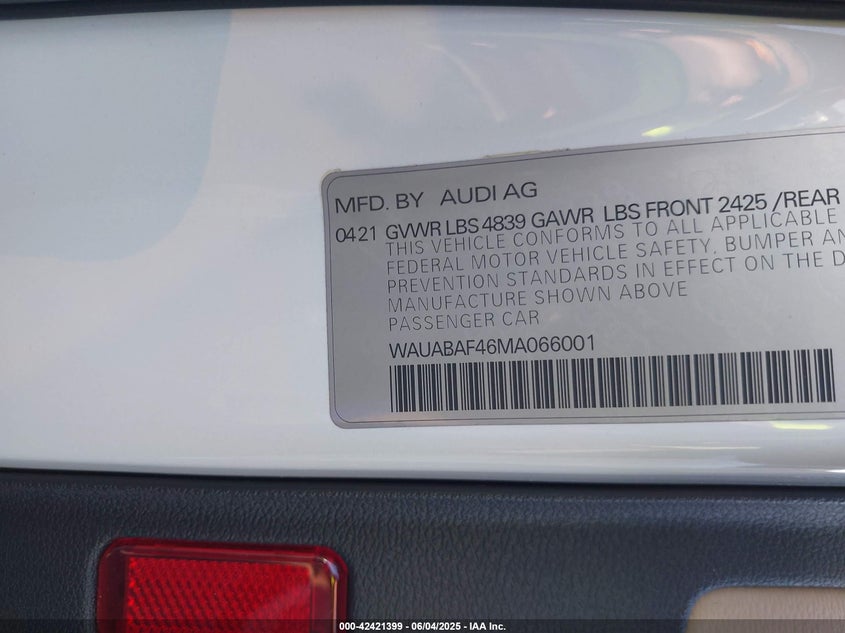 MFD. BY AUDI AG
0421 GVWR LBS 4839 GAWR LBS FRONT 2425 /REAR
THIS VEHICLE CONFORMS TO ALL APPLICABLE
FEDERAL MOTOR VEHICLE SAFETY, BUMPER AN
PREVENTION STANDARDS IN EFFECT ON THE D
MANUFACTURE SHOWN ABOVE
PASSENGER CAR
WAUABAF46MA066001
000-42421399 - 06/04/2025 - IAA Inc.